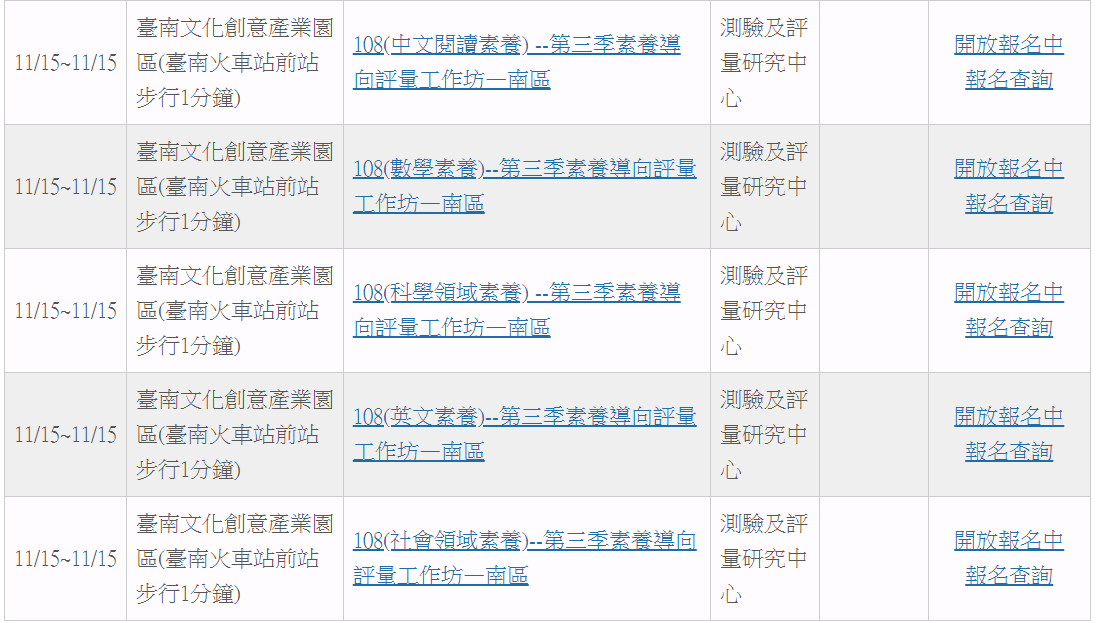 11/15~11/15
臺南文化創意產業園
區(臺南火車站前站
步行1分鐘)
108(中文閱讀素養) --第三季素養導
向評量工作坊—南區
測驗及評
量研究中
心
開放報名中
報名查詢
11/15~11/15
臺南文化創意產業園
區(臺南火車站前站
步行1分鐘)
108(數學素養)--第三季素養導向評量
工作坊—南區
測驗及評
量研究中
心
開放報名中
報名查詢
11/15~11/15
臺南文化創意產業園
區(臺南火車站前站
步行1分鐘)
108(科學領域素養) --第三季素養導
向評量工作坊—南區
測驗及評
量研究中
心
開放報名中
報名查詢
11/15~11/15
臺南文化創意產業園
區(臺南火車站前站
步行1分鐘)
108(英文素養)--第三季素養導向評量
工作坊—南區
測驗及評
量研究中
心
開放報名中
報名查詢
11/15~11/15
臺南文化創意產業園
區(臺南火車站前站
步行1分鐘)
108(社會領域素養)--第三季素養導向
評量工作坊—南區
測驗及評
量研究中
心
開放報名中
報名查詢